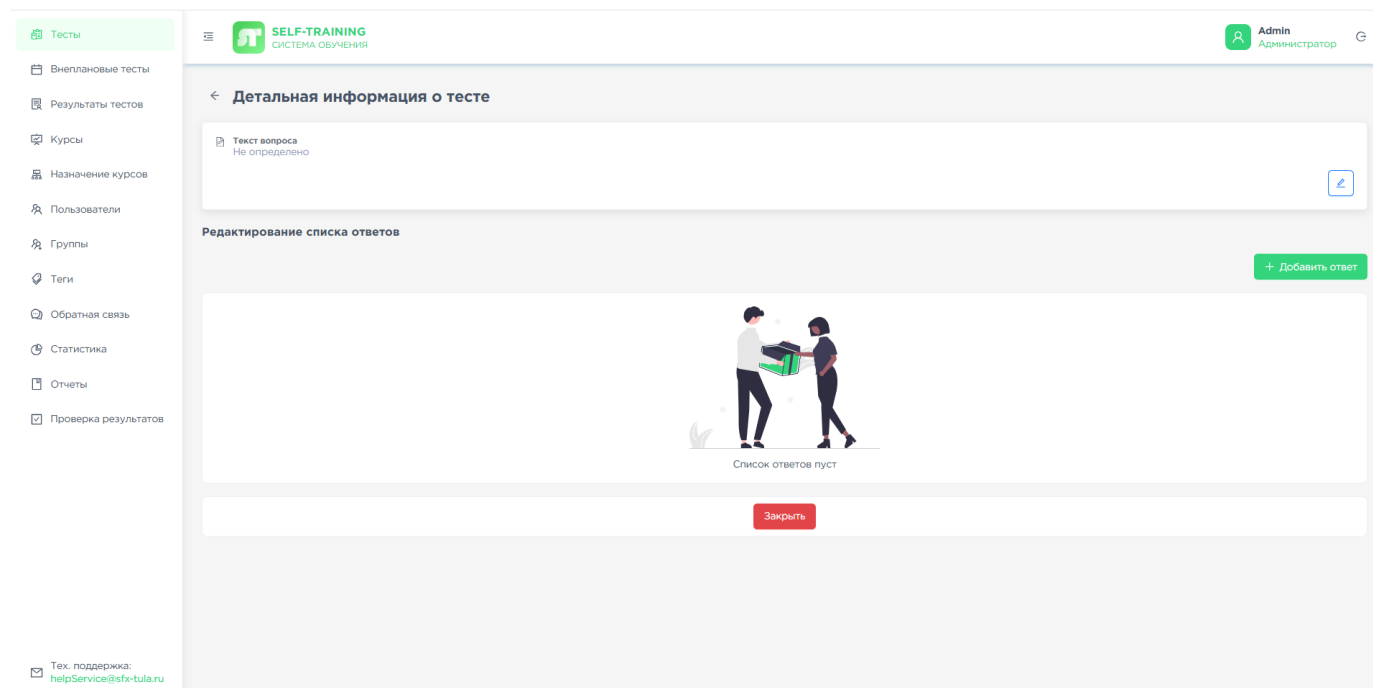 Тесты
Внеплановые тесты
Результаты тестов
Курсы
Назначение курсов
Пользователи
Группы
Теги
Обратная связь
Статистика
Отчеты
Проверка результатов
Тех. поддержка:
helpService@sfx-tula.ru
SELF-TRAINING
СИСТЕМА ОБУЧЕНИЯ
Admin
Администратор
Детальная информация о тесте
Текст вопроса
Не определено
Редактирование списка ответов
+ Добавить ответ
Список ответов пуст
Закрыть